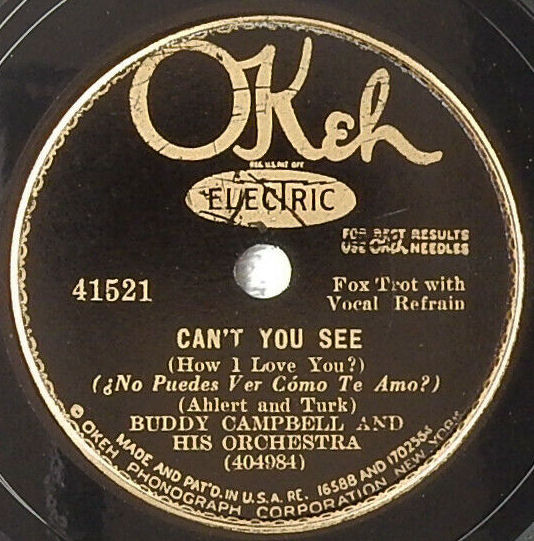 OKeh
REG. U.S. PAT. OFF.
ELECTRIC
FOR BEST RESULTS
USE OKeh NEEDLES
41521
Fox Trot with
Vocal Refrain
CAN'T YOU SEE
(How I Love You?)
(¿No Puedes Ver Cómo Te Amo?)
(Ahlert and Turk)
BUDDY CAMPBELL AND
HIS ORCHESTRA
(404984)
MADE AND PAT'D. IN U.S.A. RE. 16588 AND
© OKEH PHONOGRAPH CORPORATION NEW YORK